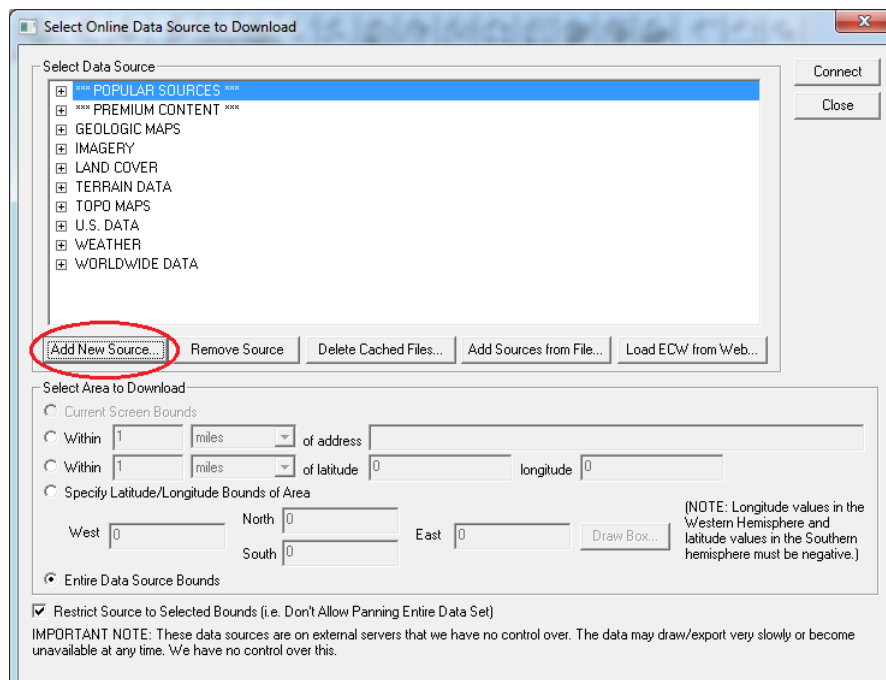 Select Online Data Source to Download
Select Data Source
Connect
Close
*** POPULAR SOURCES ***
*** PREMIUM CONTENT ***
GEOLOGIC MAPS
IMAGERY
LAND COVER
TERRAIN DATA
TOPO MAPS
U.S. DATA
WEATHER
WORLDWIDE DATA
Add New Source... Remove Source Delete Cached Files... Add Sources from File... Load ECW from Web...
Select Area to Download
Current Screen Bounds
Within 1 miles of address
Within 1 miles of latitude 0 longitude 0
Specify Latitude/Longitude Bounds of Area
West 0 North 0 South 0 East 0 Draw Box...
(NOTE: Longitude values in the
Western Hemisphere and
latitude values in the Southern
hemisphere must be negative.)
Entire Data Source Bounds
Restrict Source to Selected Bounds (i.e. Don't Allow Panning Entire Data Set)
IMPORTANT NOTE: These data sources are on external servers that we have no control over. The data may draw/export very slowly or become
unavailable at any time. We have no control over this.